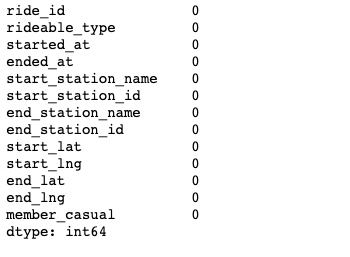 ride_id 0
rideable_type 0
started_at 0
ended_at 0
start_station_name 0
start_station_id 0
end_station_name 0
end_station_id 0
start_lat 0
start_lng 0
end_lat 0
end_lng 0
member_casual 0
dtype: int64